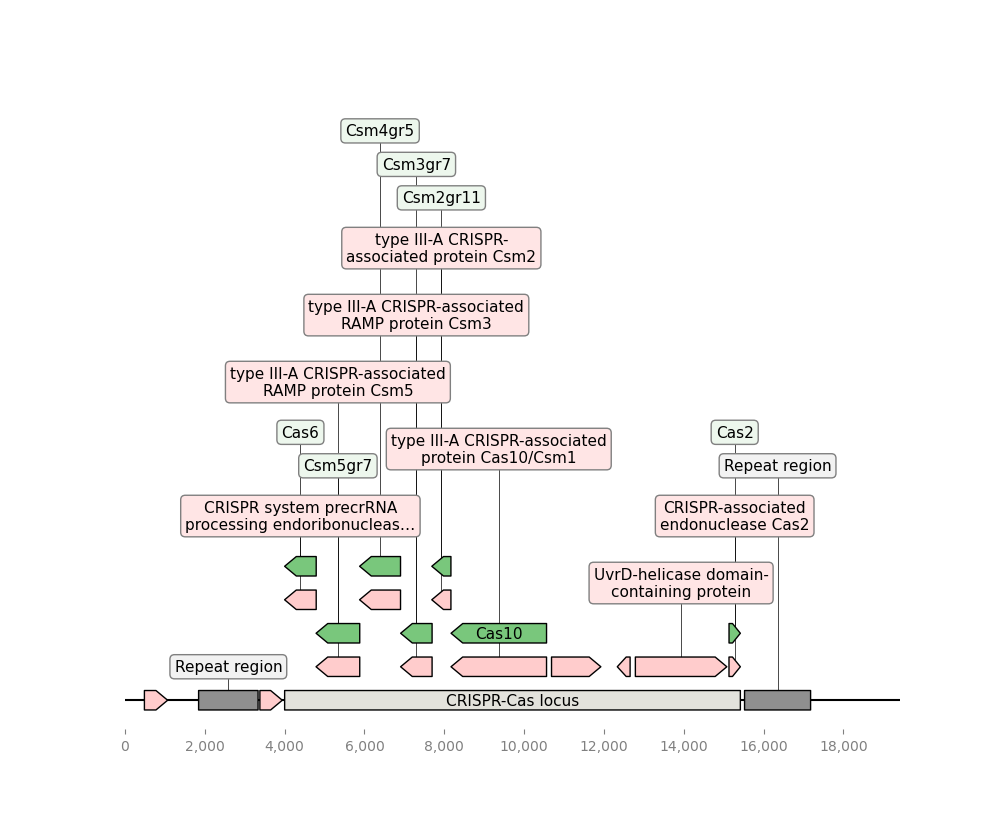 Csm4gr5
Csm3gr7
Csm2gr11
type III-A CRISPR-
associated protein Csm2
type III-A CRISPR-associated
RAMP protein Csm3
type III-A CRISPR-associated
RAMP protein Csm5
Cas6
type III-A CRISPR-associated
protein Cas10/Csm1
Cas2
Csm5gr7
Repeat region
CRISPR system precrRNA
processing endoribonucleas...
CRISPR-associated
endonuclease Cas2
UvrD-helicase domain-
containing protein
Cas10
Repeat region
CRISPR-Cas locus
0 2,000 4,000 6,000 8,000 10,000 12,000 14,000 16,000 18,000